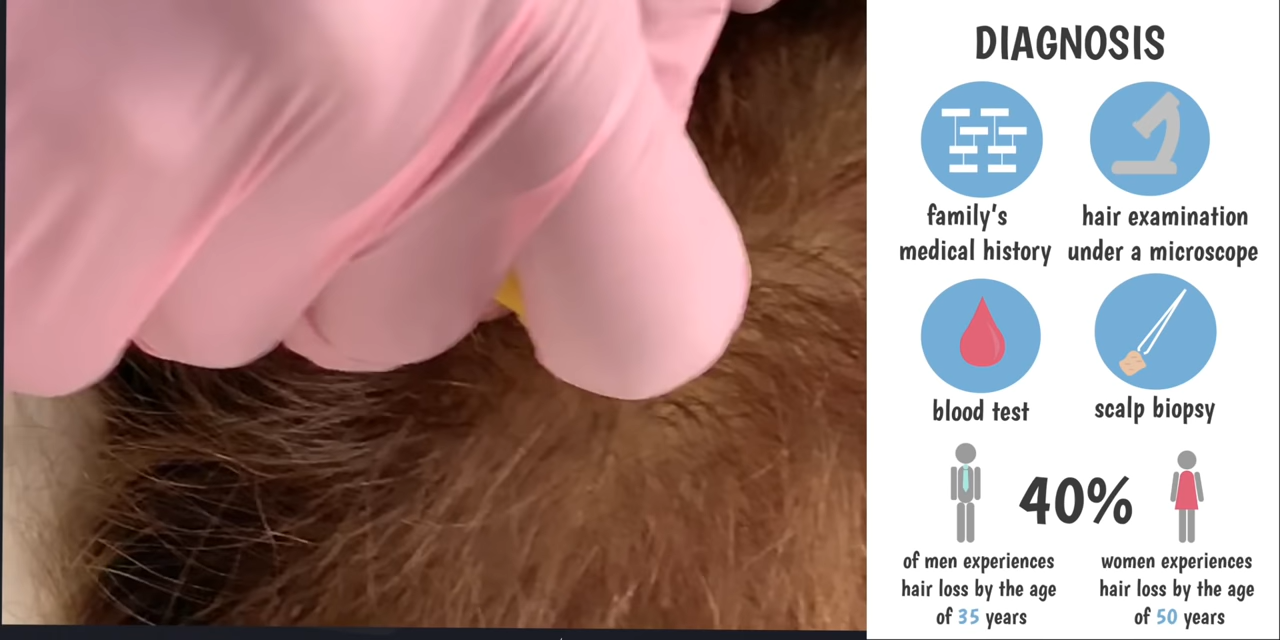 DIAGNOSIS
family's
medical history
hair examination
under a microscope
blood test
scalp biopsy
40%
of men experiences
hair loss by the age
of 35 years
women experiences
hair loss by the age
of 50 years